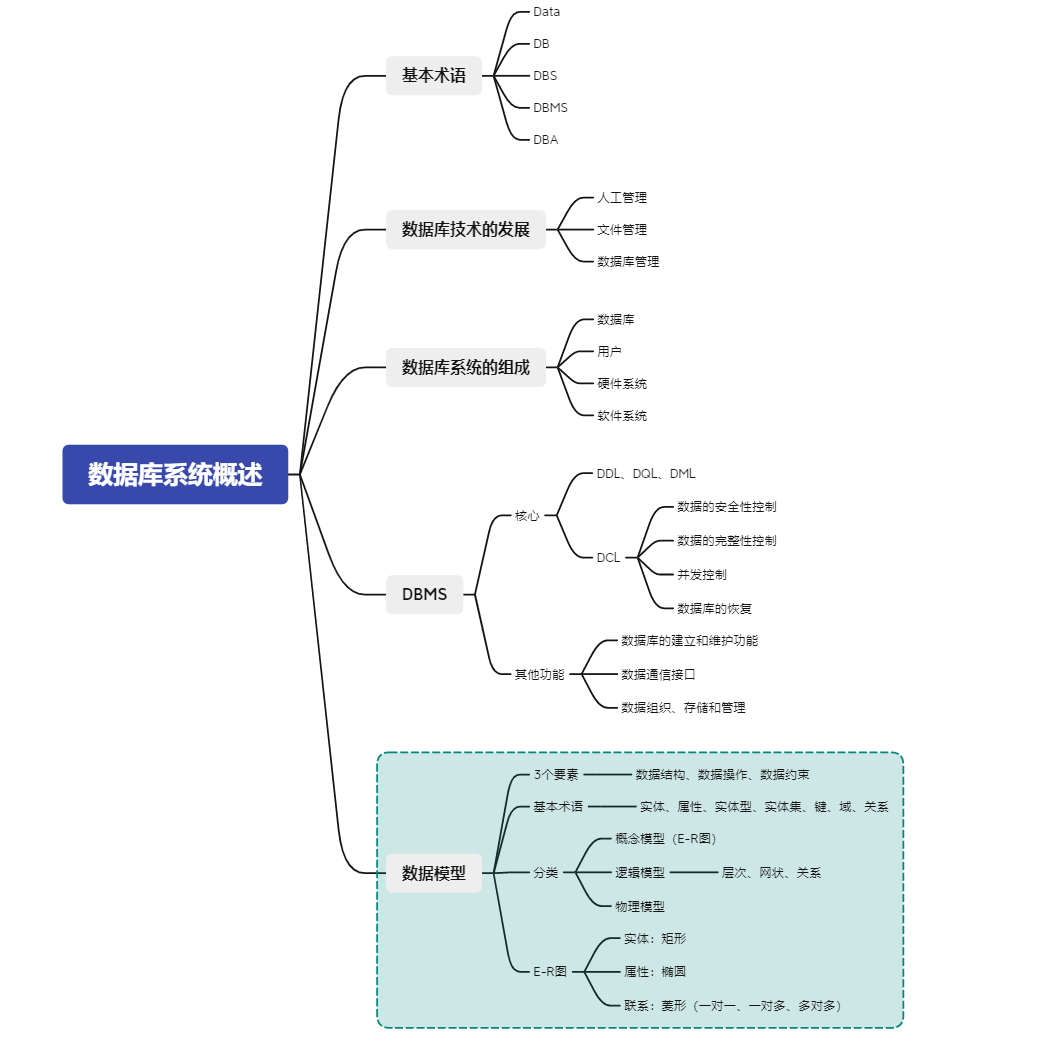 数据库系统概述
基本术语
Data
DB
DBS
DBMS
DBA
数据库技术的发展
人工管理
文件管理
数据库管理
数据库系统的组成
数据库
用户
硬件系统
软件系统
DBMS
核心
DDL、DQL、DML
DCL
数据的安全性控制
数据的完整性控制
并发控制
数据库的恢复
其他功能
数据库的建立和维护功能
数据通信接口
数据组织、存储和管理
数据模型
3个要素
数据结构、数据操作、数据约束
基本术语
实体、属性、实体型、实体集、键、域、关系
分类
概念模型（E-R图）
逻辑模型
层次、网状、关系
物理模型
E-R图
实体：矩形
属性：椭圆
联系：菱形（一对一、一对多、多对多）